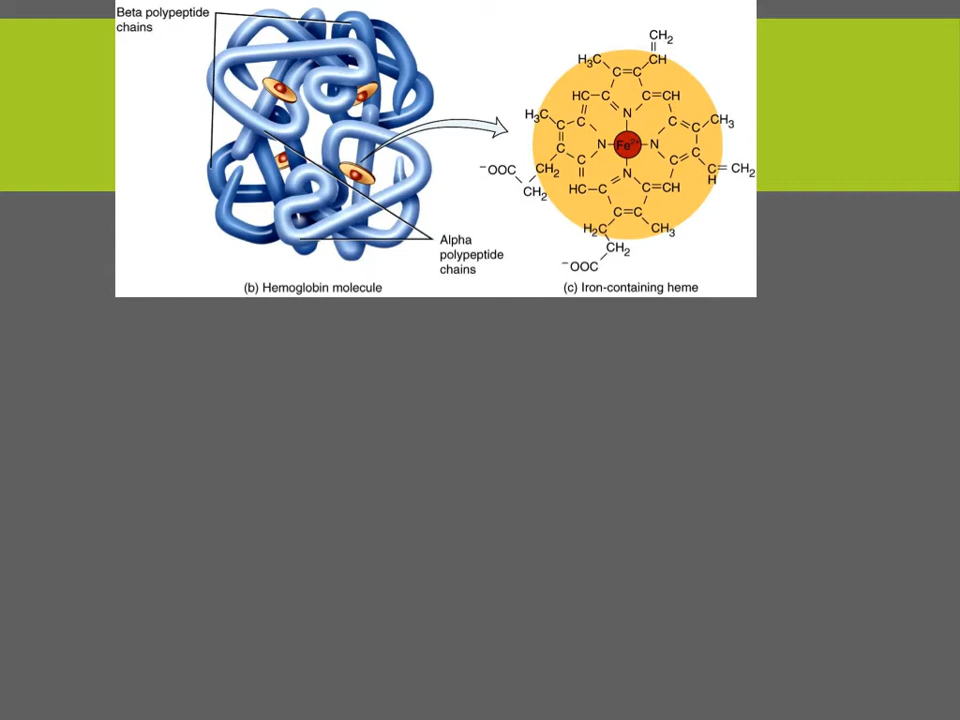 Beta polypeptide
chains
Alpha
polypeptide
chains
(b) Hemoglobin molecule
CH₂
H₃C
CH
C=C
HC–C
C=CH
N
H₃C
C
C
C
C
CH₃
N
Fe²⁺
N
C
C
C
C
⁻OOC
CH₂
C=CH₂
H
CH₂
N
HC–C
C=CH
C=C
H₂C
CH₃
CH₂
⁻OOC
(c) Iron-containing heme